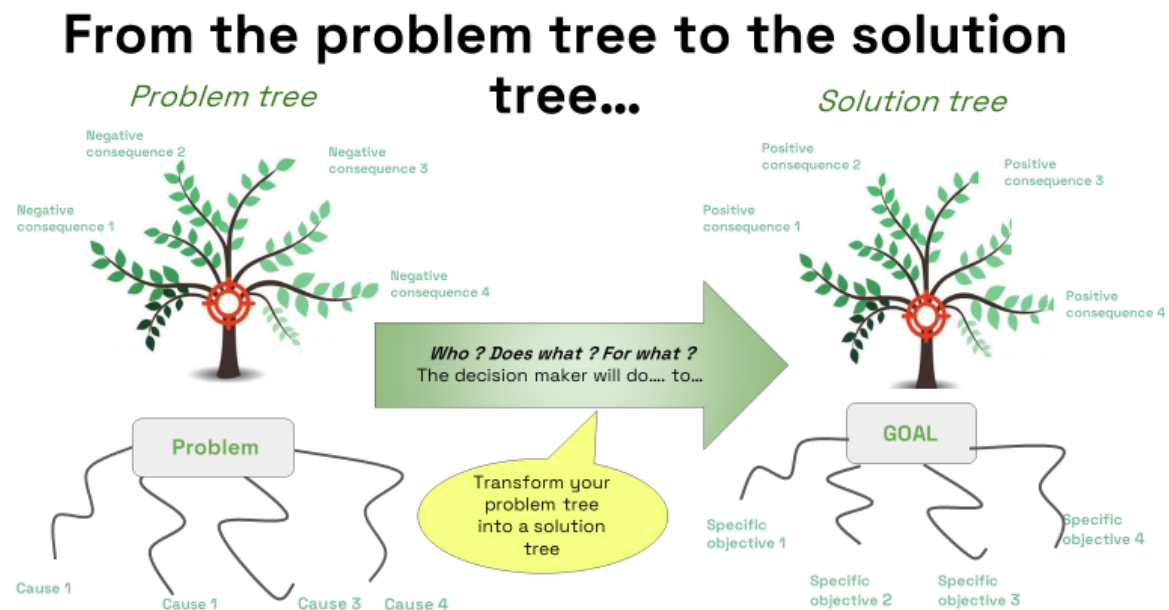 From the problem tree to the solution
tree...
Problem tree
Solution tree
Negative
consequence 2
Negative
consequence 3
Negative
consequence 1
Negative
consequence 4
Who ? Does what ? For what ?
The decision maker will do.... to...
Transform your
problem tree
into a solution
tree
Problem
Cause 1
Cause 1
Cause 3
Cause 4
Positive
consequence 2
Positive
consequence 3
Positive
consequence 1
Positive
consequence 4
GOAL
Specific
objective 1
Specific
objective 2
Specific
objective 3
Specific
objective 4